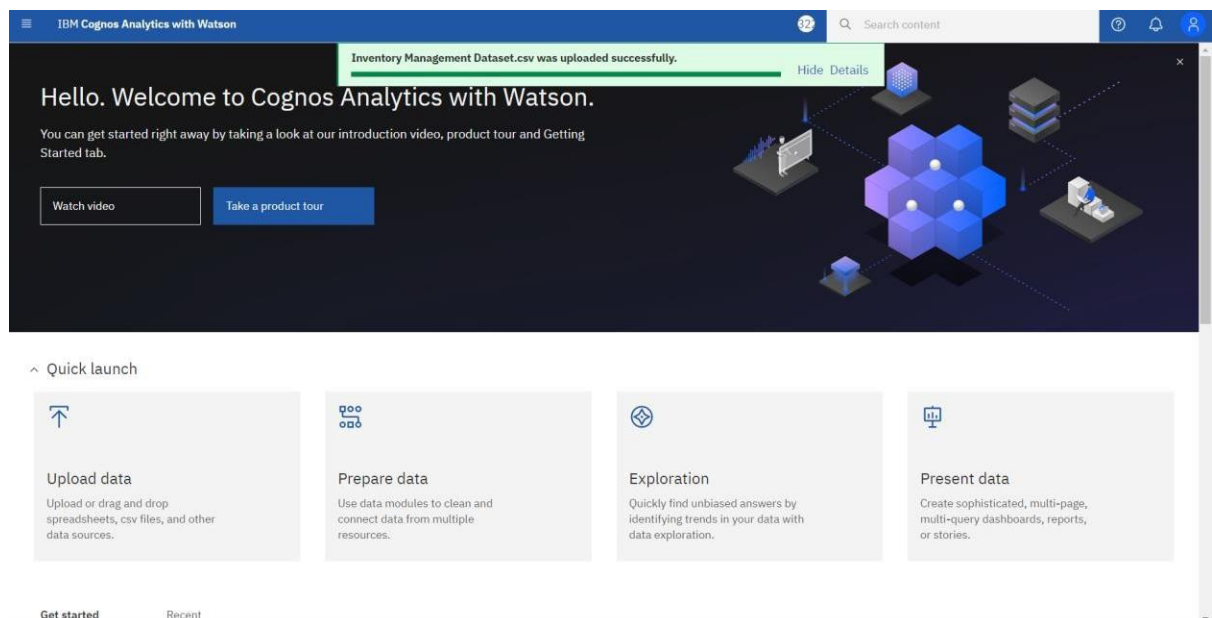 IBM Cognos Analytics with Watson
Search content
Inventory Management Dataset.csv was uploaded successfully.
Hide Details
Hello. Welcome to Cognos Analytics with Watson.
You can get started right away by taking a look at our introduction video, product tour and Getting
Started tab.
Watch video
Take a product tour
Quick launch
Upload data
Upload or drag and drop
spreadsheets, csv files, and other
data sources.
Prepare data
Use data modules to clean and
connect data from multiple
resources.
Exploration
Quickly find unbiased answers by
identifying trends in your data with
data exploration.
Present data
Create sophisticated, multi-page,
multi-query dashboards, reports,
or stories.
Get started
Recent